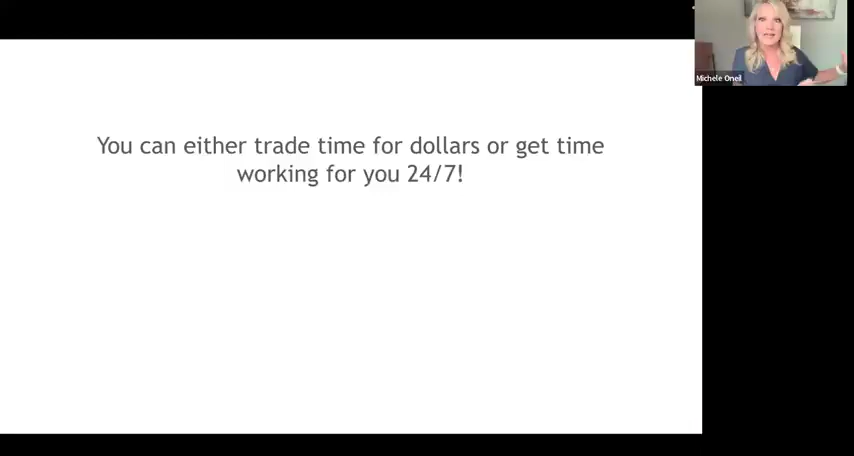 Michele Oneil
You can either trade time for dollars or get time
working for you 24/7!